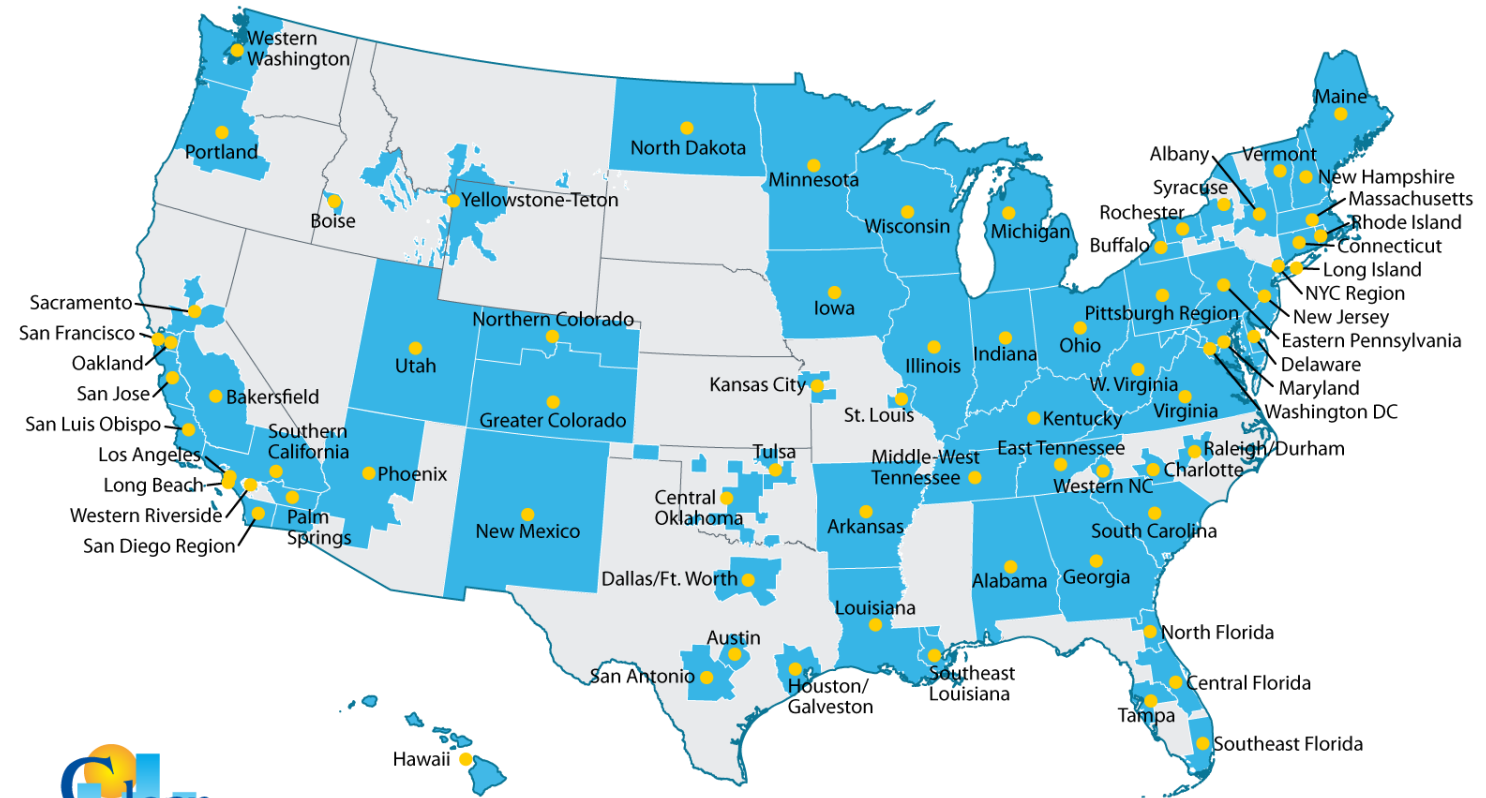 Western
Washington
Portland
Boise
Yellowstone-Teton
North Dakota
Minnesota
Wisconsin
Michigan
Iowa
Illinois
Indiana
Ohio
Maine
Albany
Vermont
New Hampshire
Syracuse
Massachusetts
Rochester
Rhode Island
Buffalo
Connecticut
Long Island
NYC Region
Pittsburgh Region
New Jersey
Eastern Pennsylvania
Delaware
Maryland
Washington DC
W. Virginia
Virginia
Kentucky
Sacramento
San Francisco
Oakland
San Jose
Bakersfield
San Luis Obispo
Southern
California
Los Angeles
Long Beach
Western Riverside
Palm
Springs
San Diego Region
Utah
Northern Colorado
Greater Colorado
Phoenix
New Mexico
Kansas City
St. Louis
Tulsa
Central
Oklahoma
Middle-West
Tennessee
East Tennessee
Raleigh/Durham
Charlotte
Western NC
South Carolina
Arkansas
Alabama
Georgia
Dallas/Ft. Worth
Louisiana
Austin
San Antonio
Houston/
Galveston
Southeast
Louisiana
North Florida
Central Florida
Tampa
Southeast Florida
Hawaii